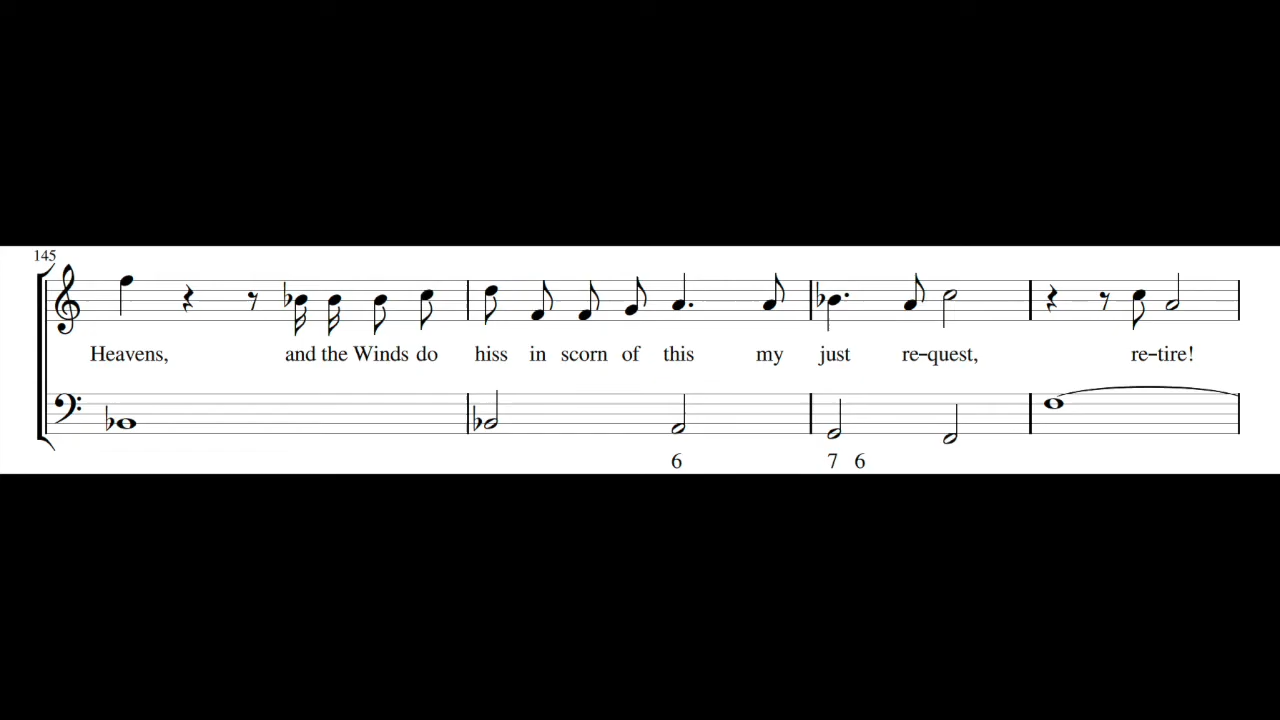 145
Heavens, and the Winds do hiss in scorn of this my just re-quest, re-tire!
6 7 6